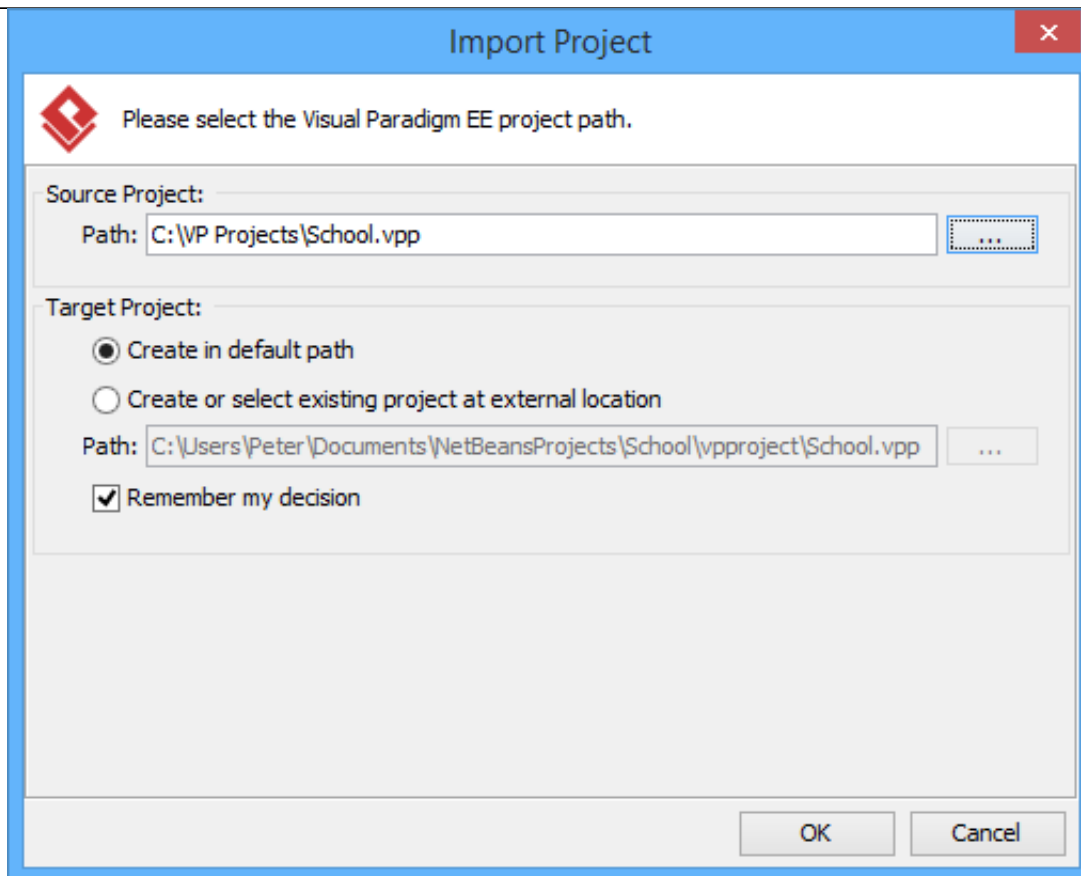 Import Project
Please select the Visual Paradigm EE project path.
Source Project:
Path: C:\VP Projects\School.vpp ...
Target Project:
Create in default path
Create or select existing project at external location
Path: C:\Users\Peter\Documents\NetBeansProjects\School\vpproject\School.vpp ...
Remember my decision
OK Cancel